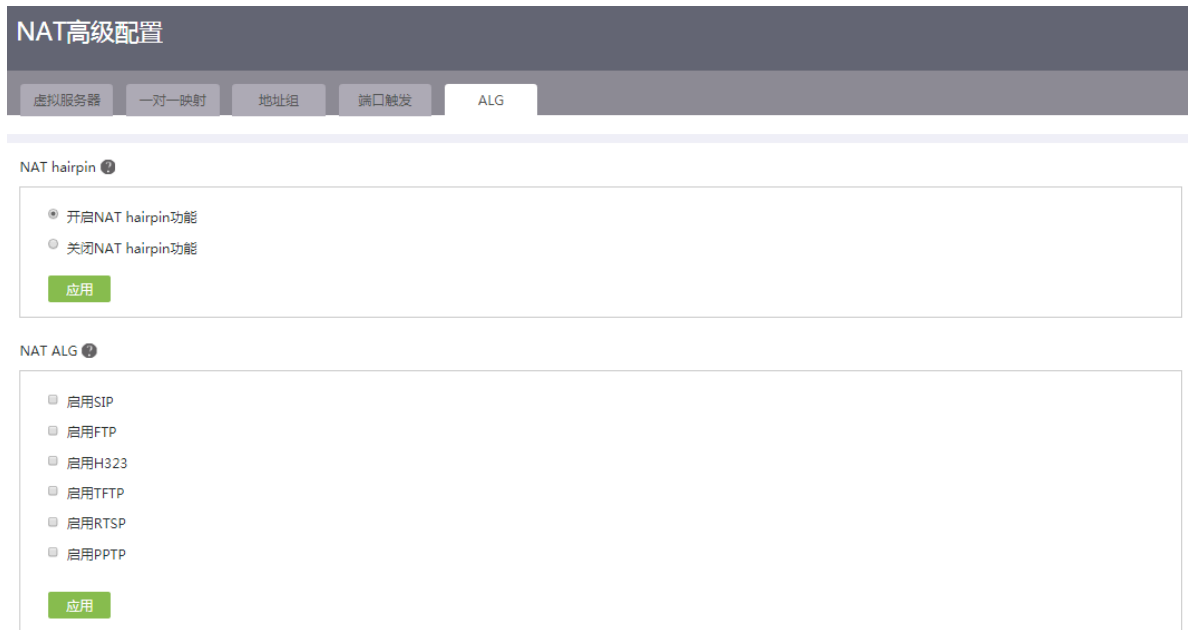 NAT高级配置
虚拟服务器 一对一映射 地址组 端口触发 ALG
NAT hairpin ?
开启NAT hairpin功能
关闭NAT hairpin功能
应用
NAT ALG ?
启用SIP
启用FTP
启用H323
启用TFTP
启用RTSP
启用PPTP
应用